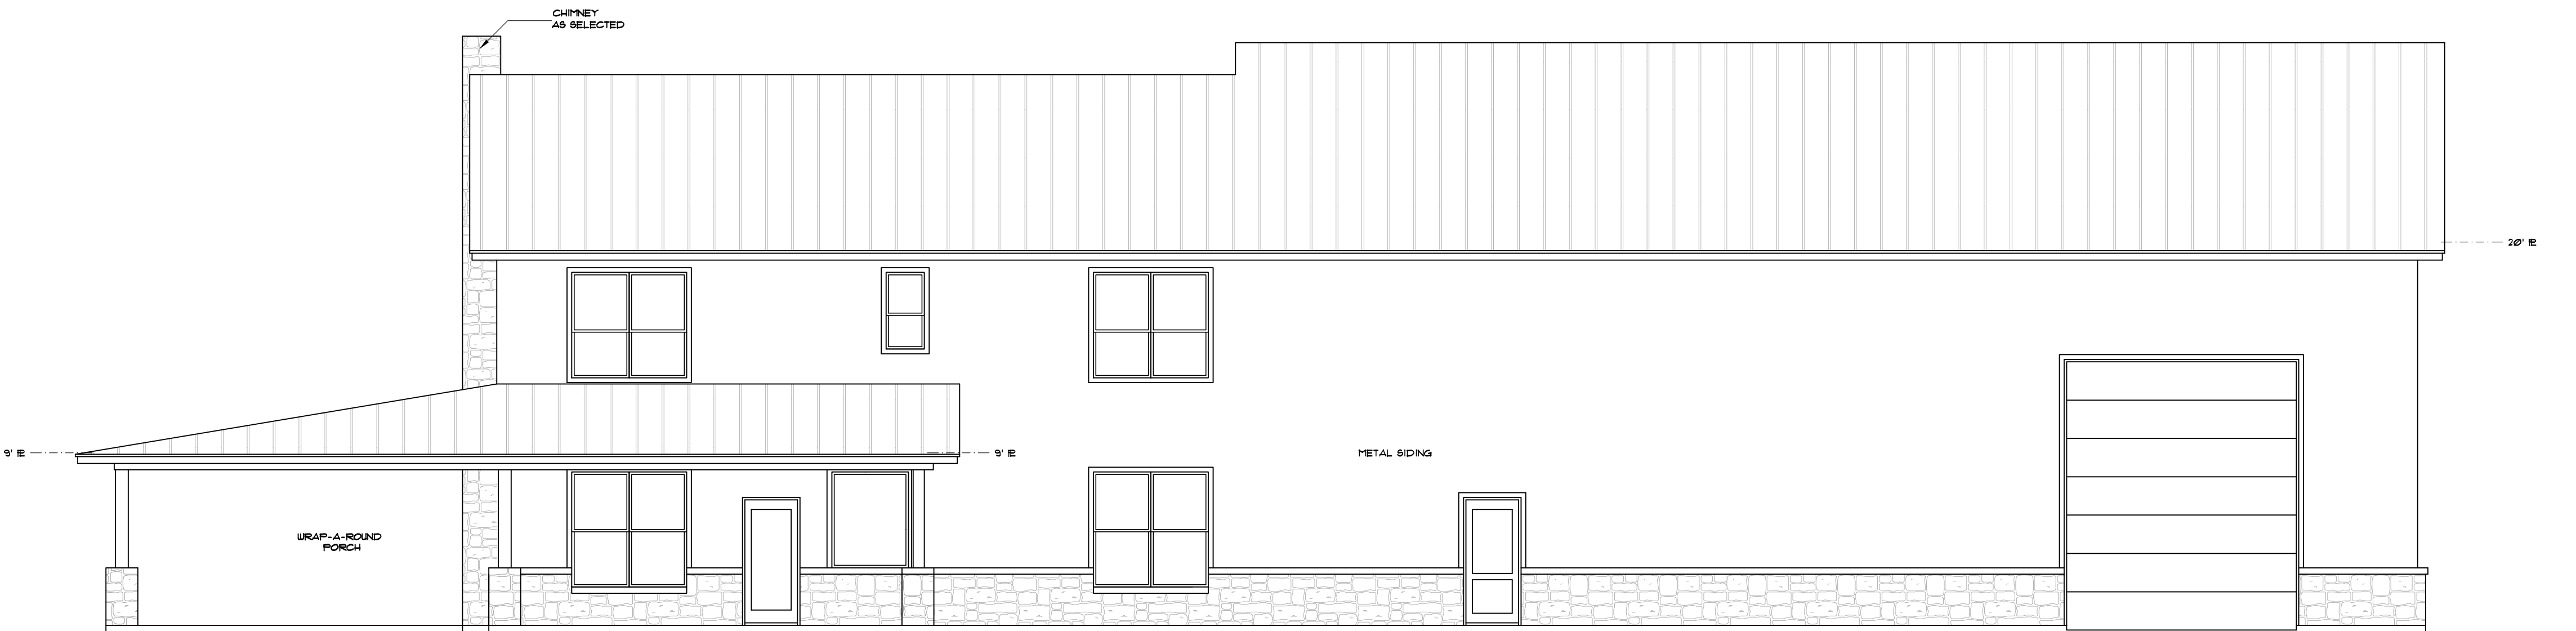 CHIMNEY
AS SELECTED
20' PL
9' PL
9' PL
METAL SIDING
WRAP-A-ROUND
PORCH